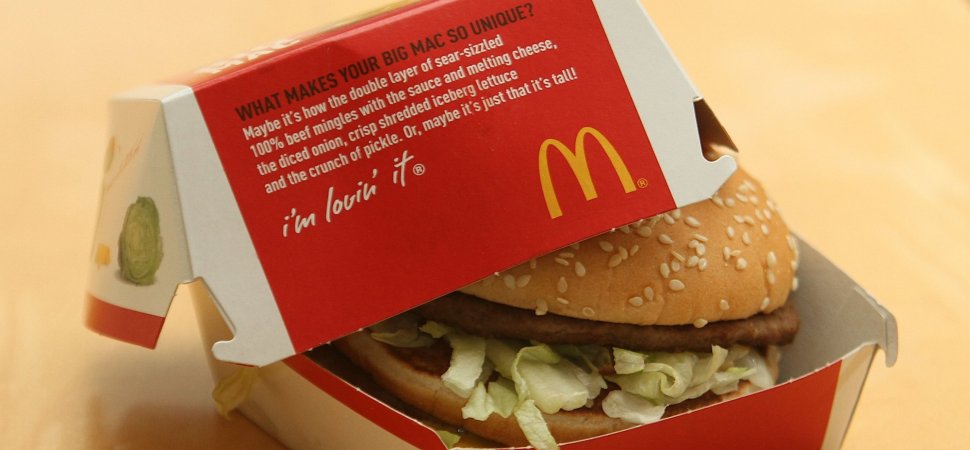 MAC
WHAT MAKES YOUR BIG MAC SO UNIQUE?
Maybe it's how the double layer of sear-sizzled
100% beef mingles with the sauce and melting cheese,
the diced onion, crisp shredded iceberg lettuce
and the crunch of pickle. Or, maybe it's just that it's tall!
i'm lovin' it®
M®